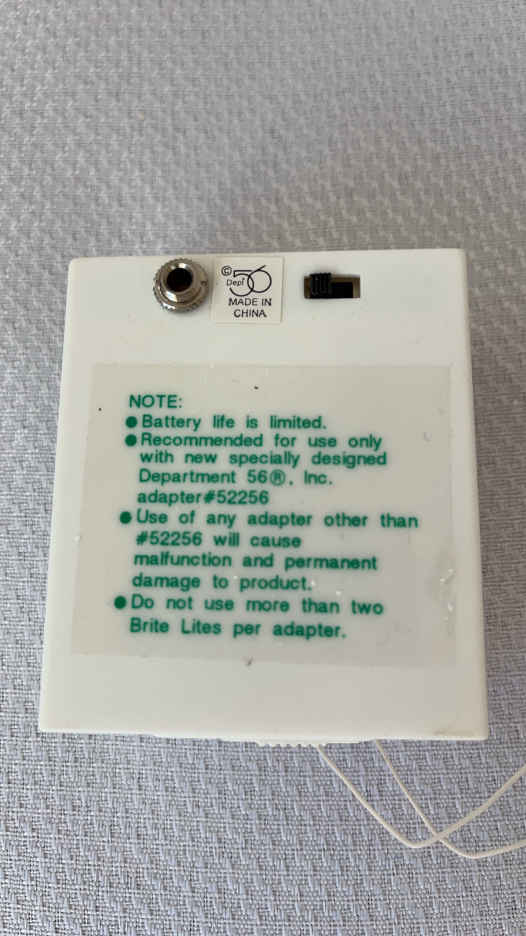 © Dept 56
MADE IN
CHINA
NOTE:
● Battery life is limited.
● Recommended for use only
with new specially designed
Department 56®, Inc.
adapter#52256
● Use of any adapter other than
#52256 will cause
malfunction and permanent
damage to product.
● Do not use more than two
Brite Lites per adapter.